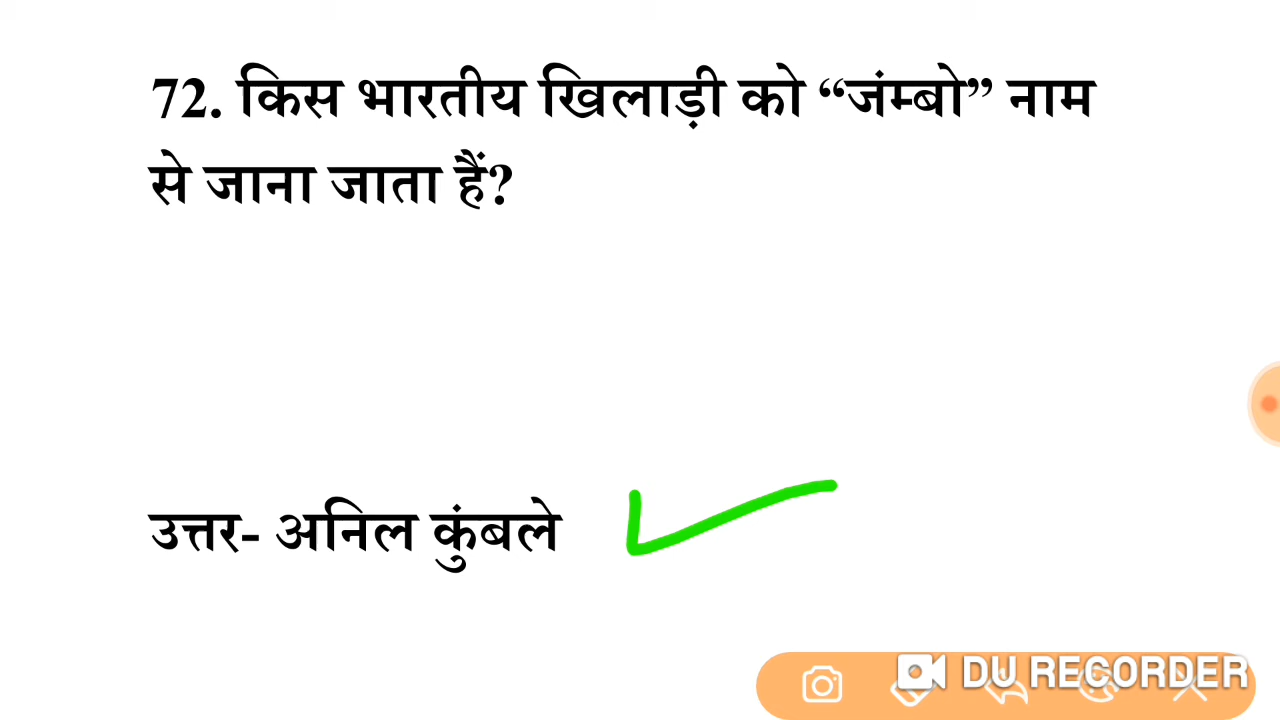 72. किस भारतीय खिलाड़ी को “जंम्बो” नाम
से जाना जाता हैं?
उत्तर- अनिल कुंबले
DU RECORDER